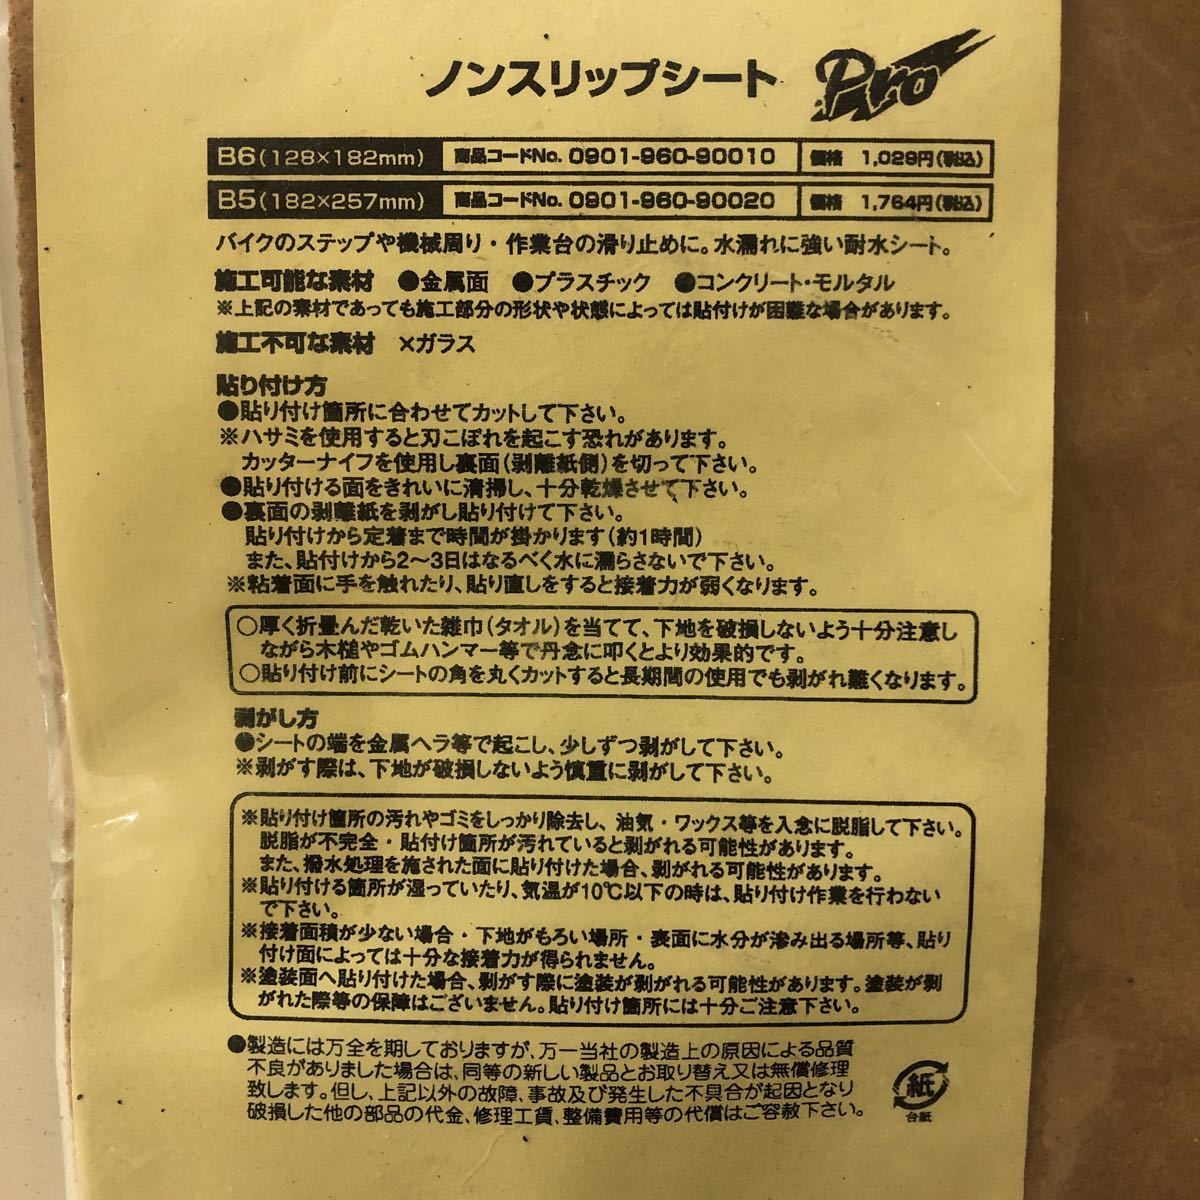 ノンスリップシート Pro
B6(128×182mm) 商品コードNo. 0901-960-90010 価格 1,029円(税込)
B5(182×257mm) 商品コードNo. 0901-960-90020 価格 1,764円(税込)
バイクのステップや機械周り・作業台の滑り止めに。水濡れに強い耐水シート。
施工可能な素材 ●金属面 ●プラスチック ●コンクリート・モルタル
※上記の素材であっても施工部分の形状や状態によっては貼付けが困難な場合があります。
施工不可な素材 ×ガラス
貼り付け方
●貼り付け箇所に合わせてカットして下さい。
※ハサミを使用すると刃こぼれを起こす恐れがあります。
カッターナイフを使用し裏面(剥離紙側)を切って下さい。
●貼り付ける面をきれいに清掃し、十分乾燥させて下さい。
●裏面の剥離紙を剥がし貼り付けて下さい。
貼り付けから定着まで時間が掛かります(約1時間)
また、貼付けから2〜3日はなるべく水に濡らさないで下さい。
※粘着面に手を触れたり、貼り直しをすると接着力が弱くなります。
○厚く折畳んだ乾いた雑巾(タオル)を当てて、下地を破損しないよう十分注意し
ながら木槌やゴムハンマー等で丹念に叩くとより効果的です。
○貼り付け前にシートの角を丸くカットすると長期間の使用でも剥がれ難くなります。
剥がし方
●シートの端を金属ヘラ等で起こし、少しずつ剥がして下さい。
※剥がす際は、下地が破損しないよう慎重に剥がして下さい。
※貼り付け箇所の汚れやゴミをしっかり除去し、油気・ワックス等を入念に脱脂して下さい。
脱脂が不完全・貼付け箇所が汚れていると剥がれる可能性があります。
また、撥水処理を施された面に貼り付けた場合、剥がれる可能性があります。
※貼り付ける箇所が湿っていたり、気温が10℃以下の時は、貼り付け作業を行わない
で下さい。
※接着面積が少ない場合・下地がもろい場所・裏面に水分が滲み出る場所等、貼り
付け面によっては十分な接着力が得られません。
※塗装面へ貼り付けた場合、剥がす際に塗装が剥がれる可能性があります。塗装が剥
がれた際等の保障はございません。貼り付け箇所には十分ご注意下さい。
●製造には万全を期しておりますが、万一当社の製造上の原因による品質
不良がありました場合は、同等の新しい製品とお取り替え又は無償修理
致します。但し、上記以外の故障、事故及び発生した不具合が起因となり
破損した他の部品の代金、修理工賃、整備費用等の代償はご容赦下さい。
紙
台紙